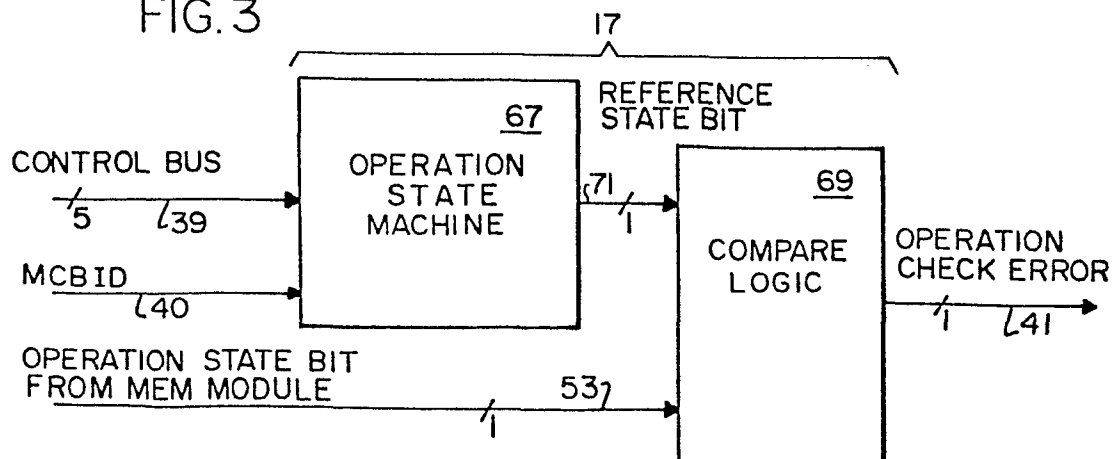 FIG. 3
17
67
OPERATION
STATE
MACHINE
REFERENCE
STATE BIT
CONTROL BUS
5
39
MCBID
40
71
1
69
COMPARE
LOGIC
OPERATION
CHECK ERROR
1
41
OPERATION STATE BIT
FROM MEM MODULE
1
53